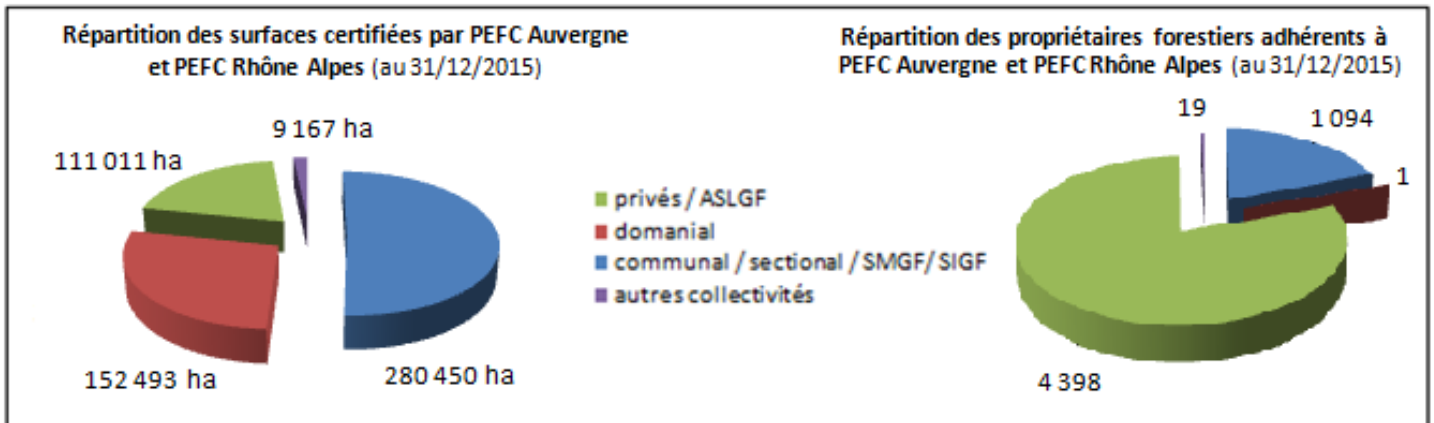 Répartition des surfaces certifiées par PEFC Auvergne
et PEFC Rhône Alpes (au 31/12/2015)
9 167 ha
111 011 ha
152 493 ha
280 450 ha
privés / ASLGF
domanial
communal / sectional / SMGF/ SIGF
autres collectivités
Répartition des propriétaires forestiers adhérents à
PEFC Auvergne et PEFC Rhône Alpes (au 31/12/2015)
19
1 094
1
4 398